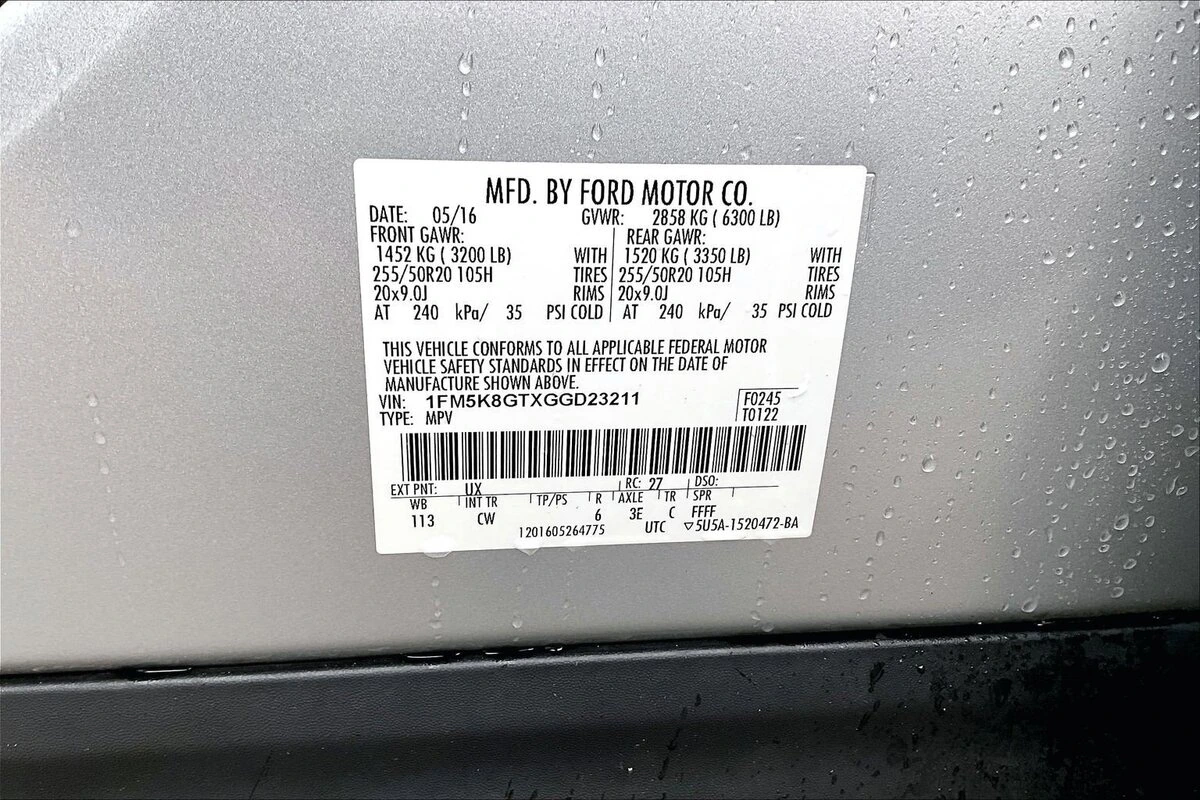 MFD. BY FORD MOTOR CO.
DATE: 05/16 GVWR: 2858 KG ( 6300 LB)
FRONT GAWR: REAR GAWR:
1452 KG ( 3200 LB) WITH 1520 KG ( 3350 LB) WITH
255/50R20 105H TIRES 255/50R20 105H TIRES
20x9.0J RIMS 20x9.0J RIMS
AT 240 kPa/ 35 PSI COLD AT 240 kPa/ 35 PSI COLD
THIS VEHICLE CONFORMS TO ALL APPLICABLE FEDERAL MOTOR
VEHICLE SAFETY STANDARDS IN EFFECT ON THE DATE OF
MANUFACTURE SHOWN ABOVE.
VIN: 1FM5K8GTXGGD23211 F0245
TYPE: MPV T0122
EXT PNT: UX RC: 27 DSO:
WB INT TR TP/PS R AXLE TR SPR
113 CW 6 3E C FFFF
1201605264775 UTC ▽5U5A-1520472-BA